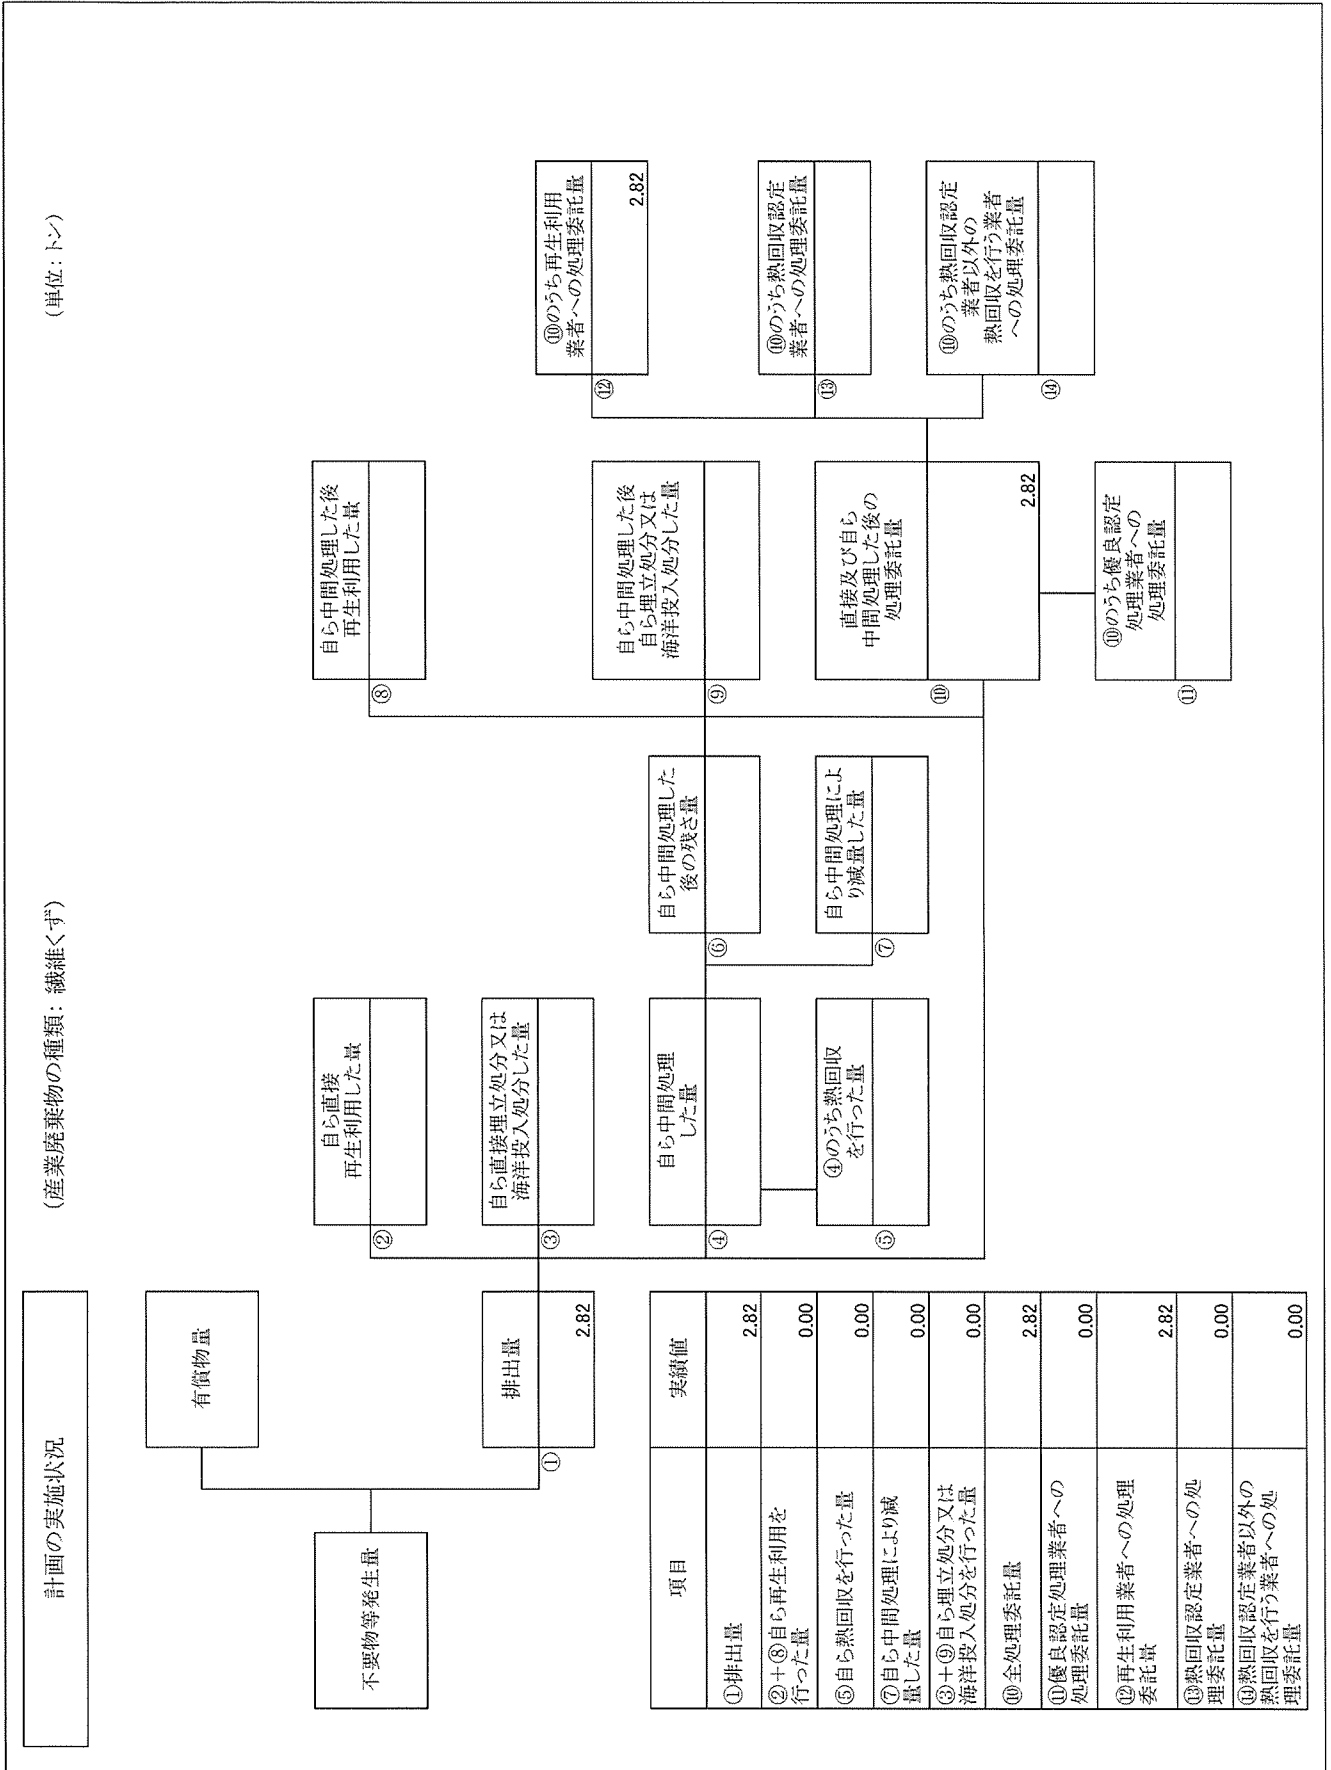 計画の実施状況
(産業廃棄物の種類: 繊維くず)
(単位: トン)
不要物等発生量
有償物量
①
排出量
2.82
②
自ら直接
再生利用した量
③
自ら直接埋立処分又は
海洋投入処分した量
④
自ら中間処理
した量
⑤
④のうち熱回収
を行った量
⑥
自ら中間処理した
後の残さ量
⑦
自ら中間処理によ
り減量した量
⑧
自ら中間処理した後
再生利用した量
⑨
自ら中間処理した後
自ら埋立処分又は
海洋投入処分した量
⑩
直接及び自ら
中間処理した後の
処理委託量
2.82
⑪
⑩のうち優良認定
処理業者への
処理委託量
⑫
⑩のうち再生利用
業者への処理委託量
2.82
⑬
⑩のうち熱回収認定
業者への処理委託量
⑭
⑩のうち熱回収認定
業者以外の
熱回収を行う業者
への処理委託量
項目 実績値
①排出量 2.82
②+⑧自ら再生利用を
行った量 0.00
⑤自ら熱回収を行った量 0.00
⑦自ら中間処理により減
量した量 0.00
③+⑨自ら埋立処分又は
海洋投入処分を行った量 0.00
⑩全処理委託量 2.82
⑪優良認定処理業者への
処理委託量 0.00
⑫再生利用業者への処理
委託量 2.82
⑬熱回収認定業者への処
理委託量 0.00
⑭熱回収認定業者以外の
熱回収を行う業者への処
理委託量 0.00